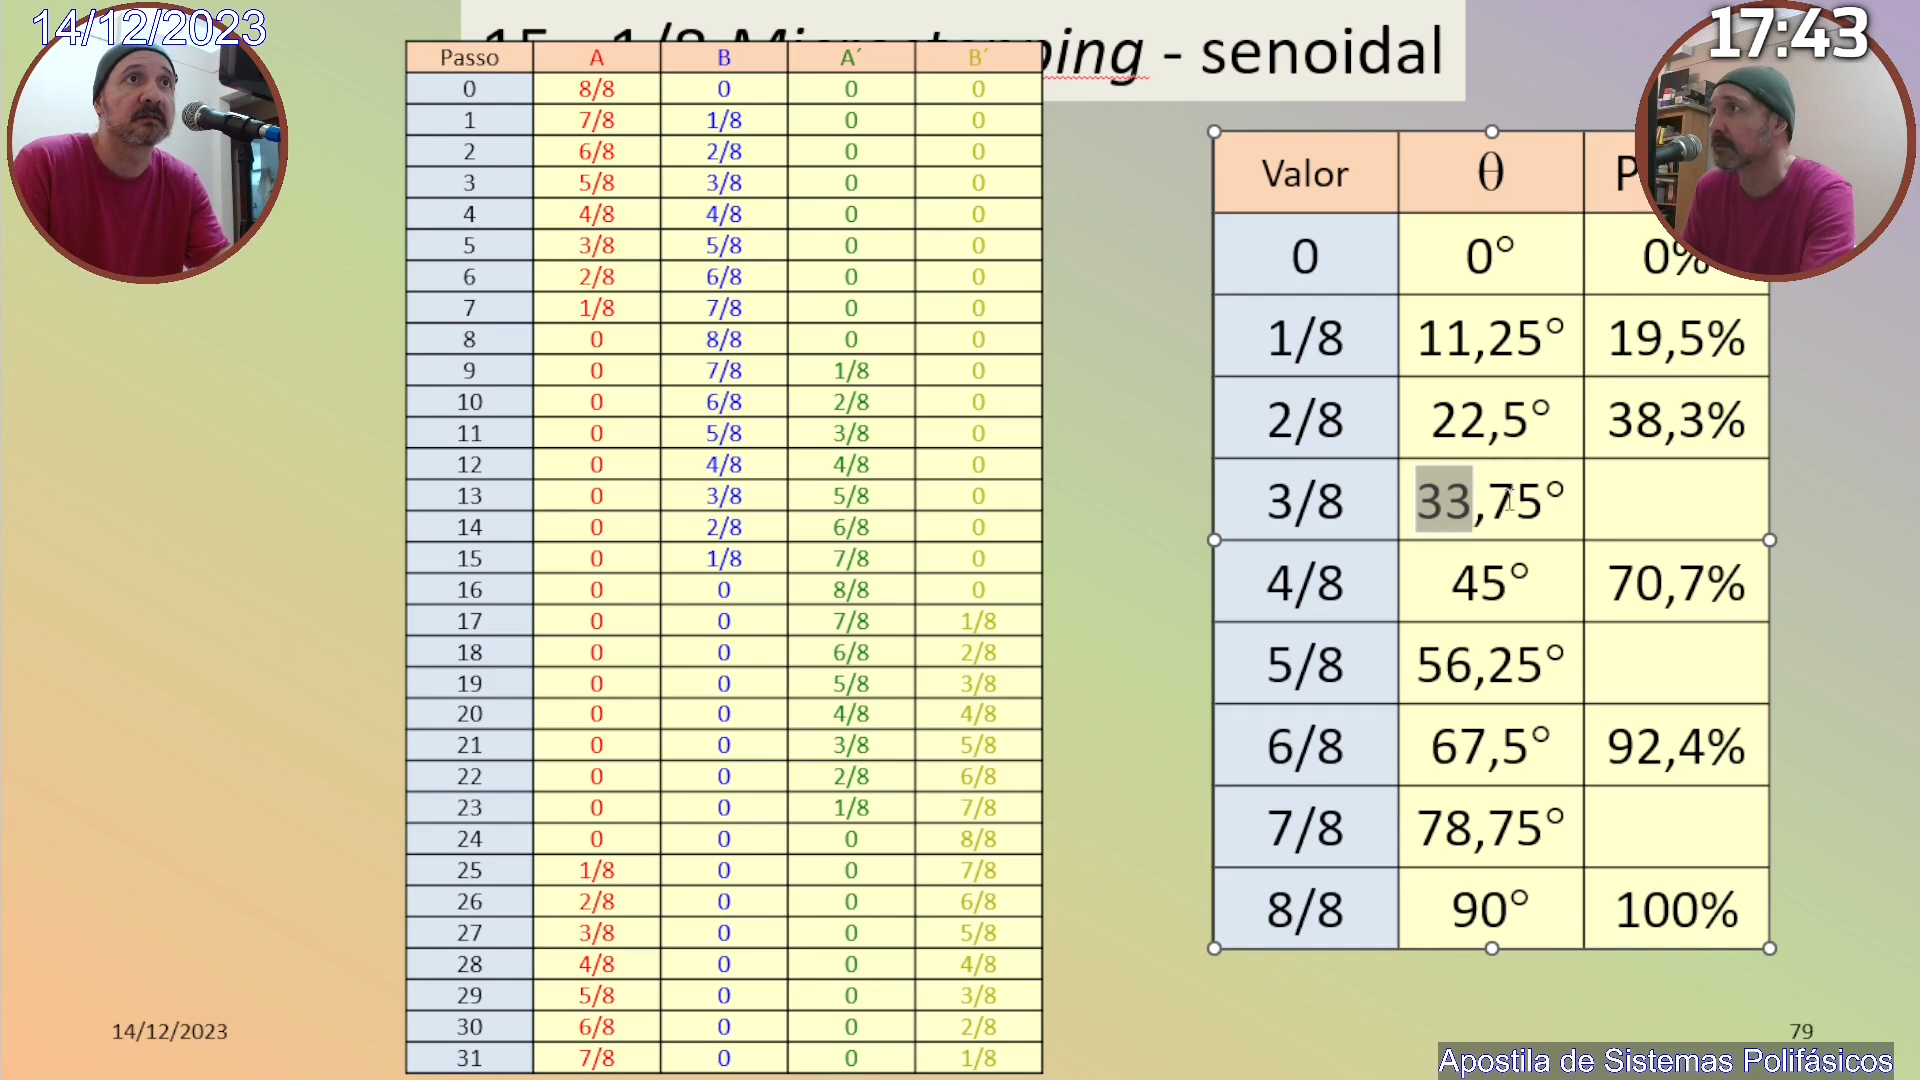 14/12/2023
17:43
- senoidal
Passo A B A´ B´
0 8/8 0 0 0
1 7/8 1/8 0 0
2 6/8 2/8 0 0
3 5/8 3/8 0 0
4 4/8 4/8 0 0
5 3/8 5/8 0 0
6 2/8 6/8 0 0
7 1/8 7/8 0 0
8 0 8/8 0 0
9 0 7/8 1/8 0
10 0 6/8 2/8 0
11 0 5/8 3/8 0
12 0 4/8 4/8 0
13 0 3/8 5/8 0
14 0 2/8 6/8 0
15 0 1/8 7/8 0
16 0 0 8/8 0
17 0 0 7/8 1/8
18 0 0 6/8 2/8
19 0 0 5/8 3/8
20 0 0 4/8 4/8
21 0 0 3/8 5/8
22 0 0 2/8 6/8
23 0 0 1/8 7/8
24 0 0 0 8/8
25 1/8 0 0 7/8
26 2/8 0 0 6/8
27 3/8 0 0 5/8
28 4/8 0 0 4/8
29 5/8 0 0 3/8
30 6/8 0 0 2/8
31 7/8 0 0 1/8
Valor θ
0 0° 0%
1/8 11,25° 19,5%
2/8 22,5° 38,3%
3/8 33,75°
4/8 45° 70,7%
5/8 56,25°
6/8 67,5° 92,4%
7/8 78,75°
8/8 90° 100%
14/12/2023
79
Apostila de Sistemas Polifásicos